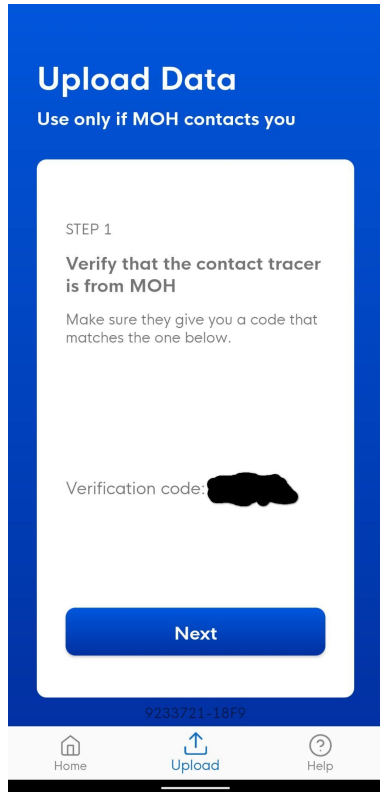 Upload Data
Use only if MOH contacts you
STEP 1
Verify that the contact tracer
is from MOH
Make sure they give you a code that
matches the one below.
Verification code:
Next
9233721-18F9
Home
Upload
Help